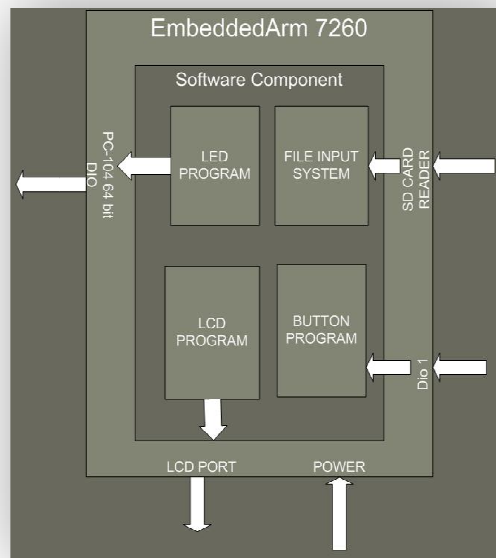 EmbeddedArm 7260
Software Component
LED
PROGRAM
FILE INPUT
SYSTEM
PC-104 64 bit
DIO
SD CARD
READER
LCD
PROGRAM
BUTTON
PROGRAM
Dio 1
LCD PORT
POWER